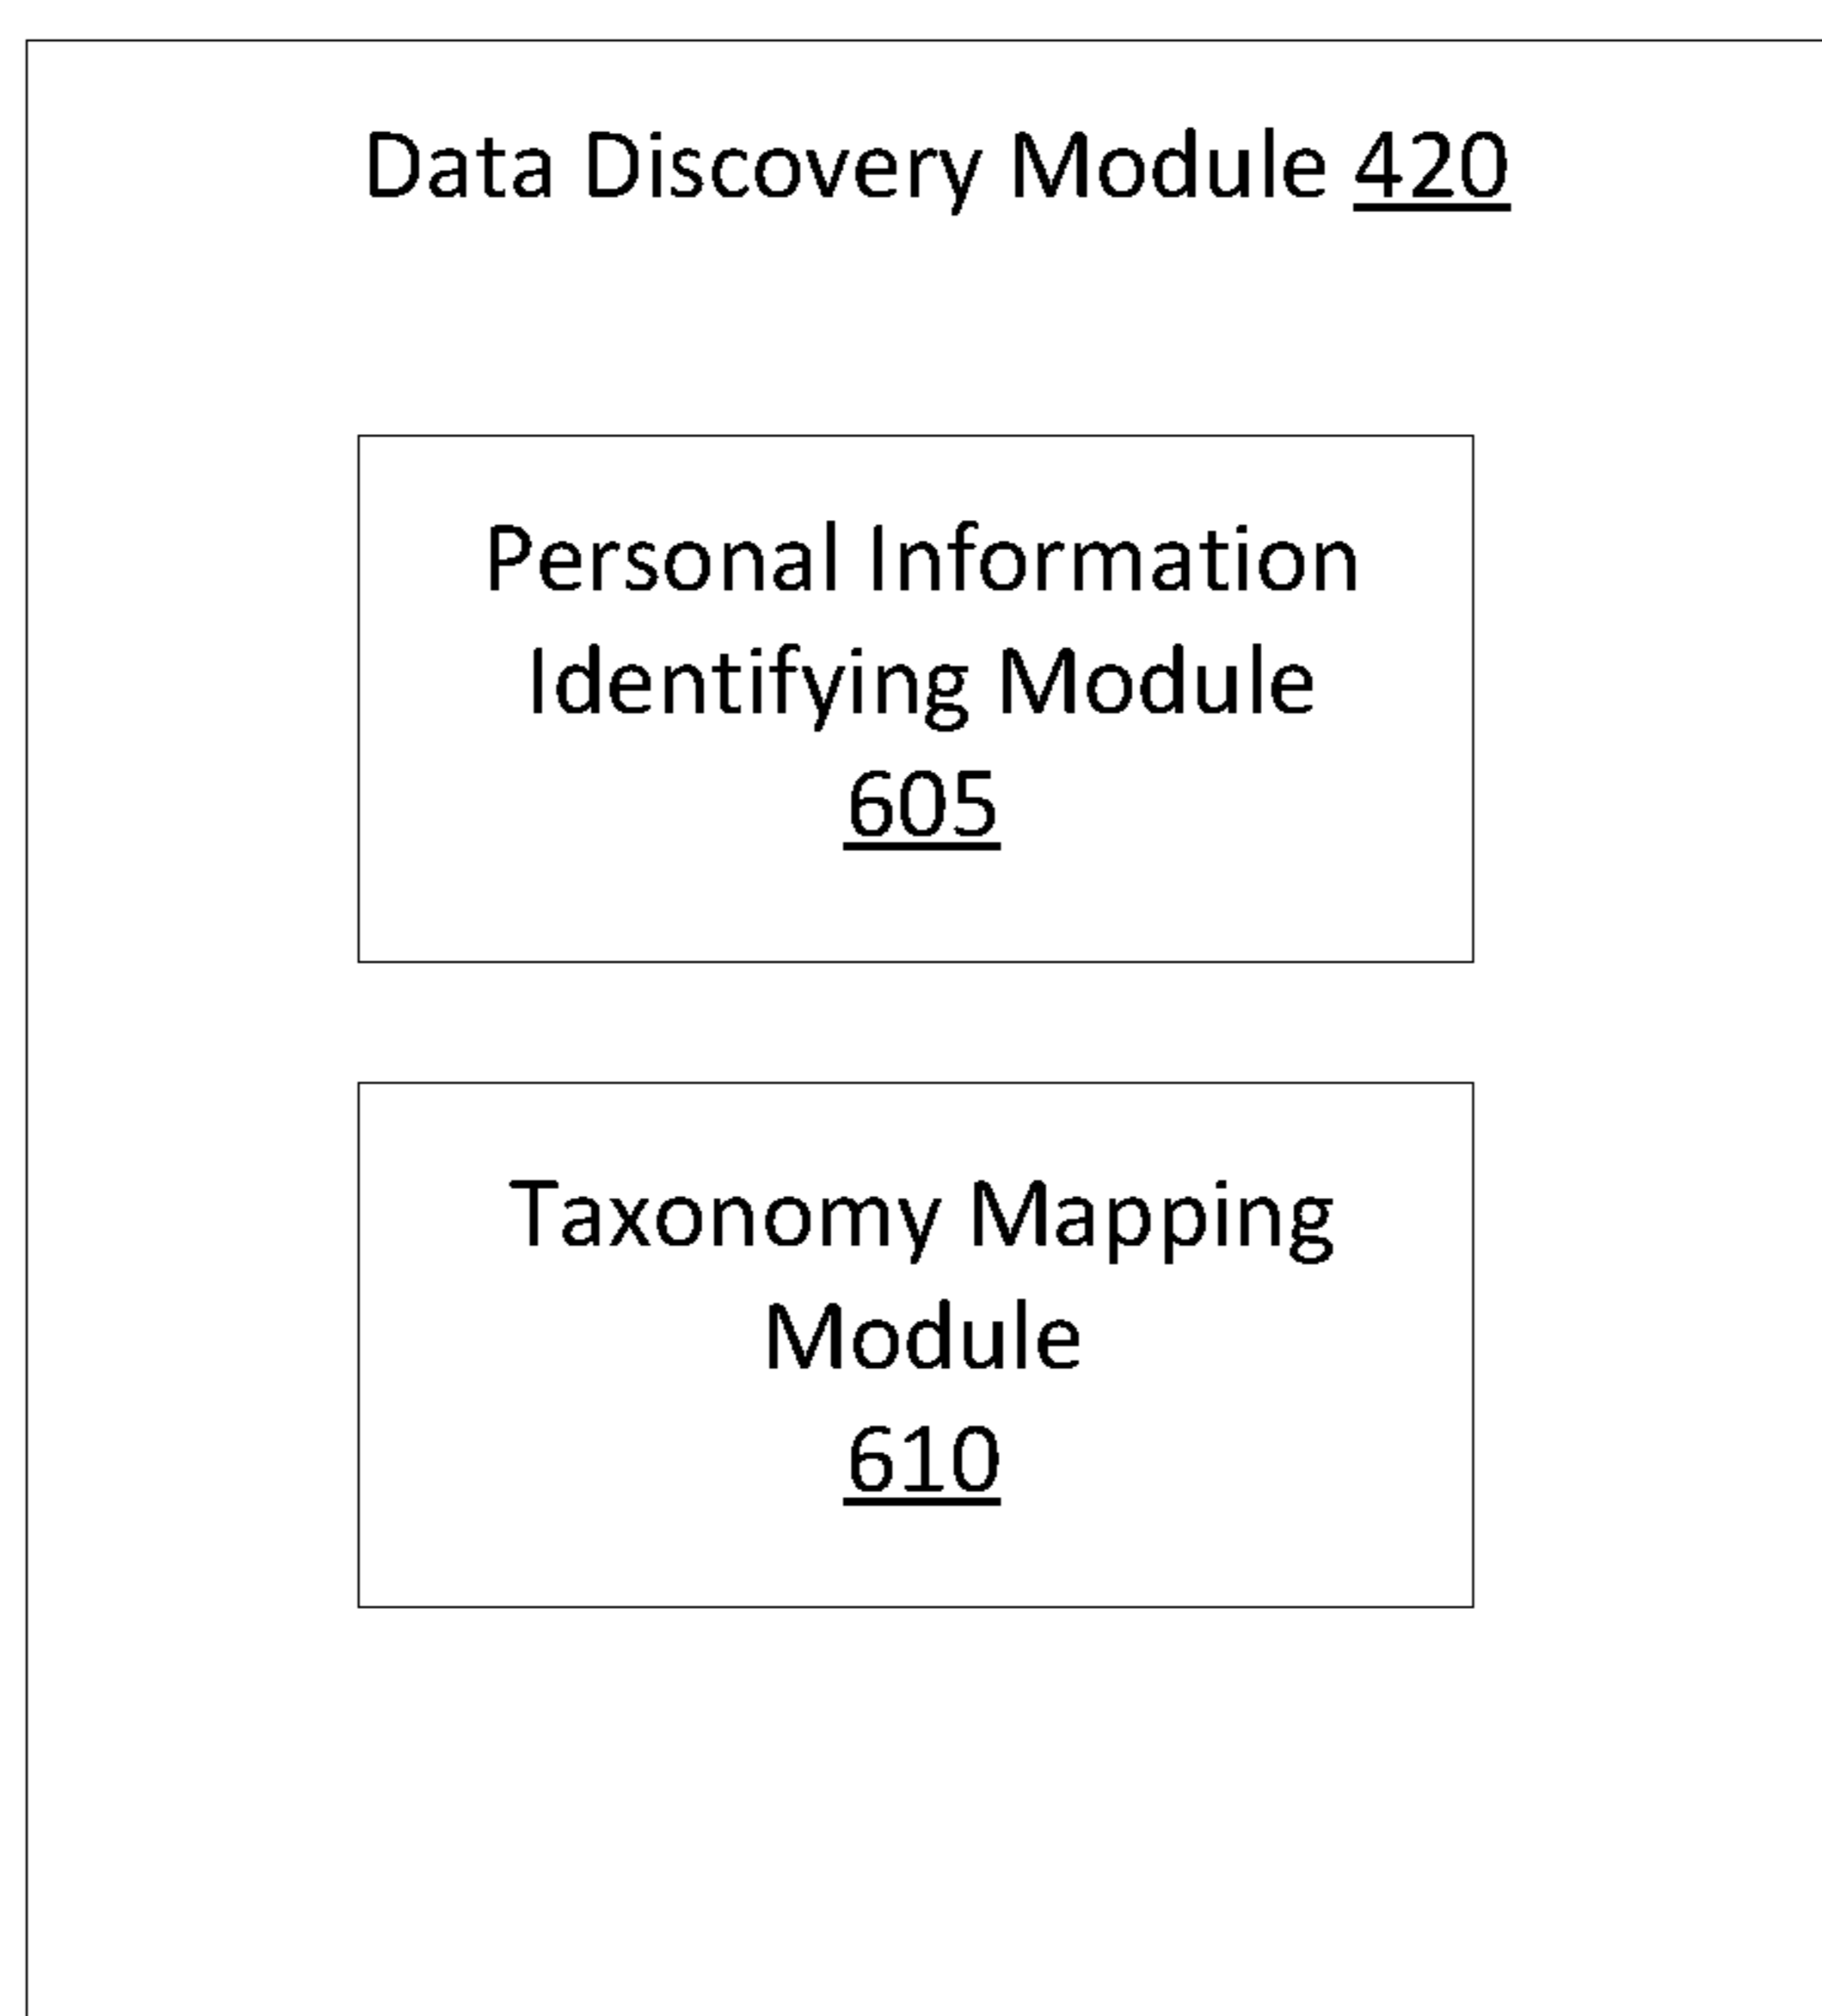 Data Discovery Module 420
Personal Information
Identifying Module
605
Taxonomy Mapping
Module
610